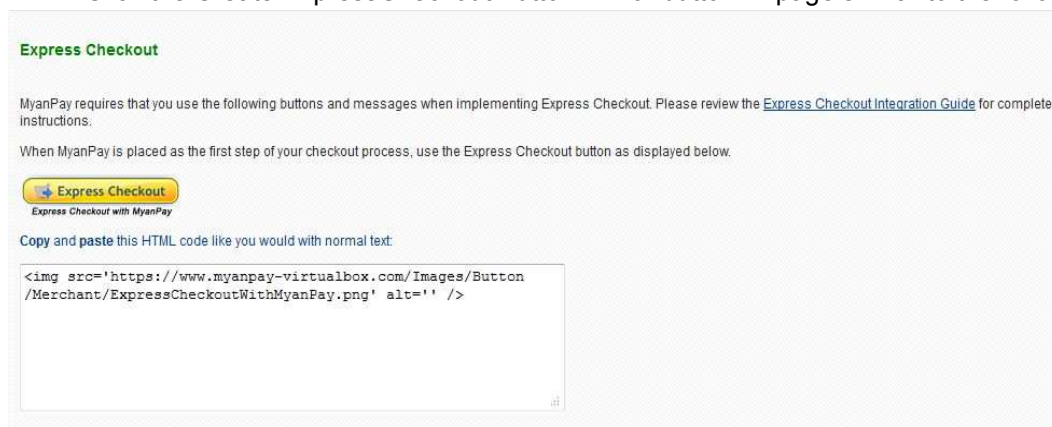 Express Checkout
MyanPay requires that you use the following buttons and messages when implementing Express Checkout. Please review the Express Checkout Integration Guide for complete
instructions.
When MyanPay is placed as the first step of your checkout process, use the Express Checkout button as displayed below.
Express Checkout
Express Checkout with MyanPay
Copy and paste this HTML code like you would with normal text:
<img src='https://www.myanpay-virtualbox.com/Images/Button
/Merchant/ExpressCheckoutWithMyanPay.png' alt='' />